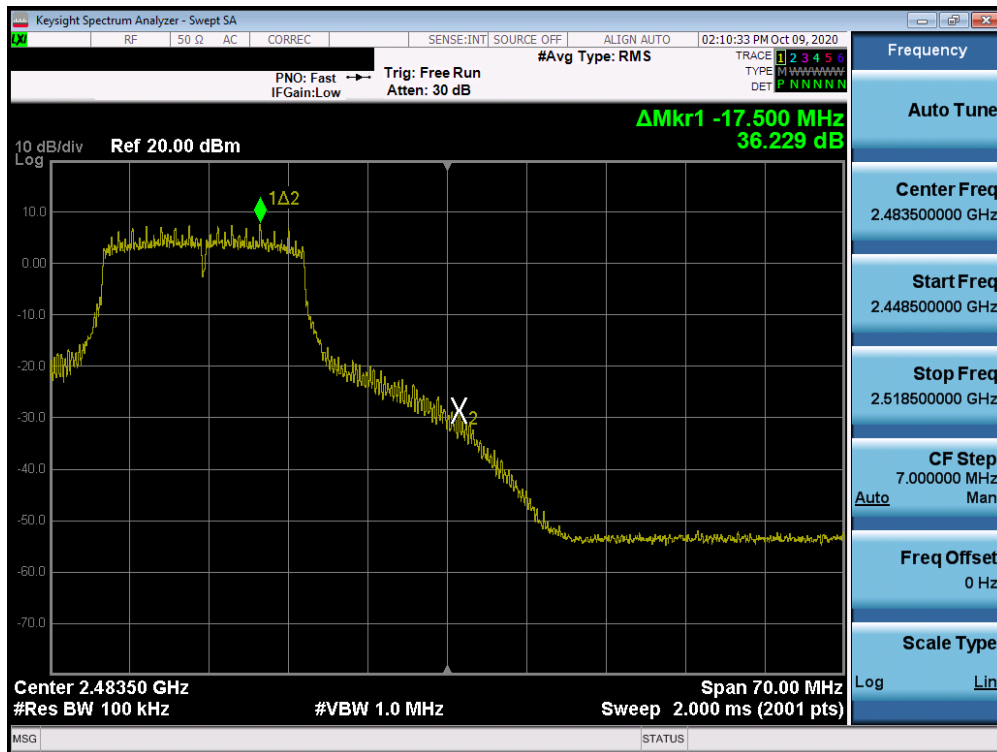 Keysight Spectrum Analyzer - Swept SA
LXI RF 50 Ω AC CORREC SENSE:INT SOURCE OFF ALIGN AUTO 02:10:33 PM Oct 09, 2020
PNO: Fast
IFGain:Low
Trig: Free Run
Atten: 30 dB
#Avg Type: RMS
TRACE 1 2 3 4 5 6
TYPE M WWWWW
DET P N N N N N
ΔMkr1 -17.500 MHz
36.229 dB
10 dB/div
Log
Ref 20.00 dBm
1Δ2
10.0
0.00
-10.0
-20.0
-30.0
X2
-40.0
-50.0
-60.0
-70.0
Center 2.48350 GHz
Span 70.00 MHz
#Res BW 100 kHz
#VBW 1.0 MHz
Sweep 2.000 ms (2001 pts)
MSG
STATUS
Frequency
Auto Tune
Center Freq
2.483500000 GHz
Start Freq
2.448500000 GHz
Stop Freq
2.518500000 GHz
CF Step
7.000000 MHz
Auto Man
Freq Offset
0 Hz
Scale Type
Log Lin